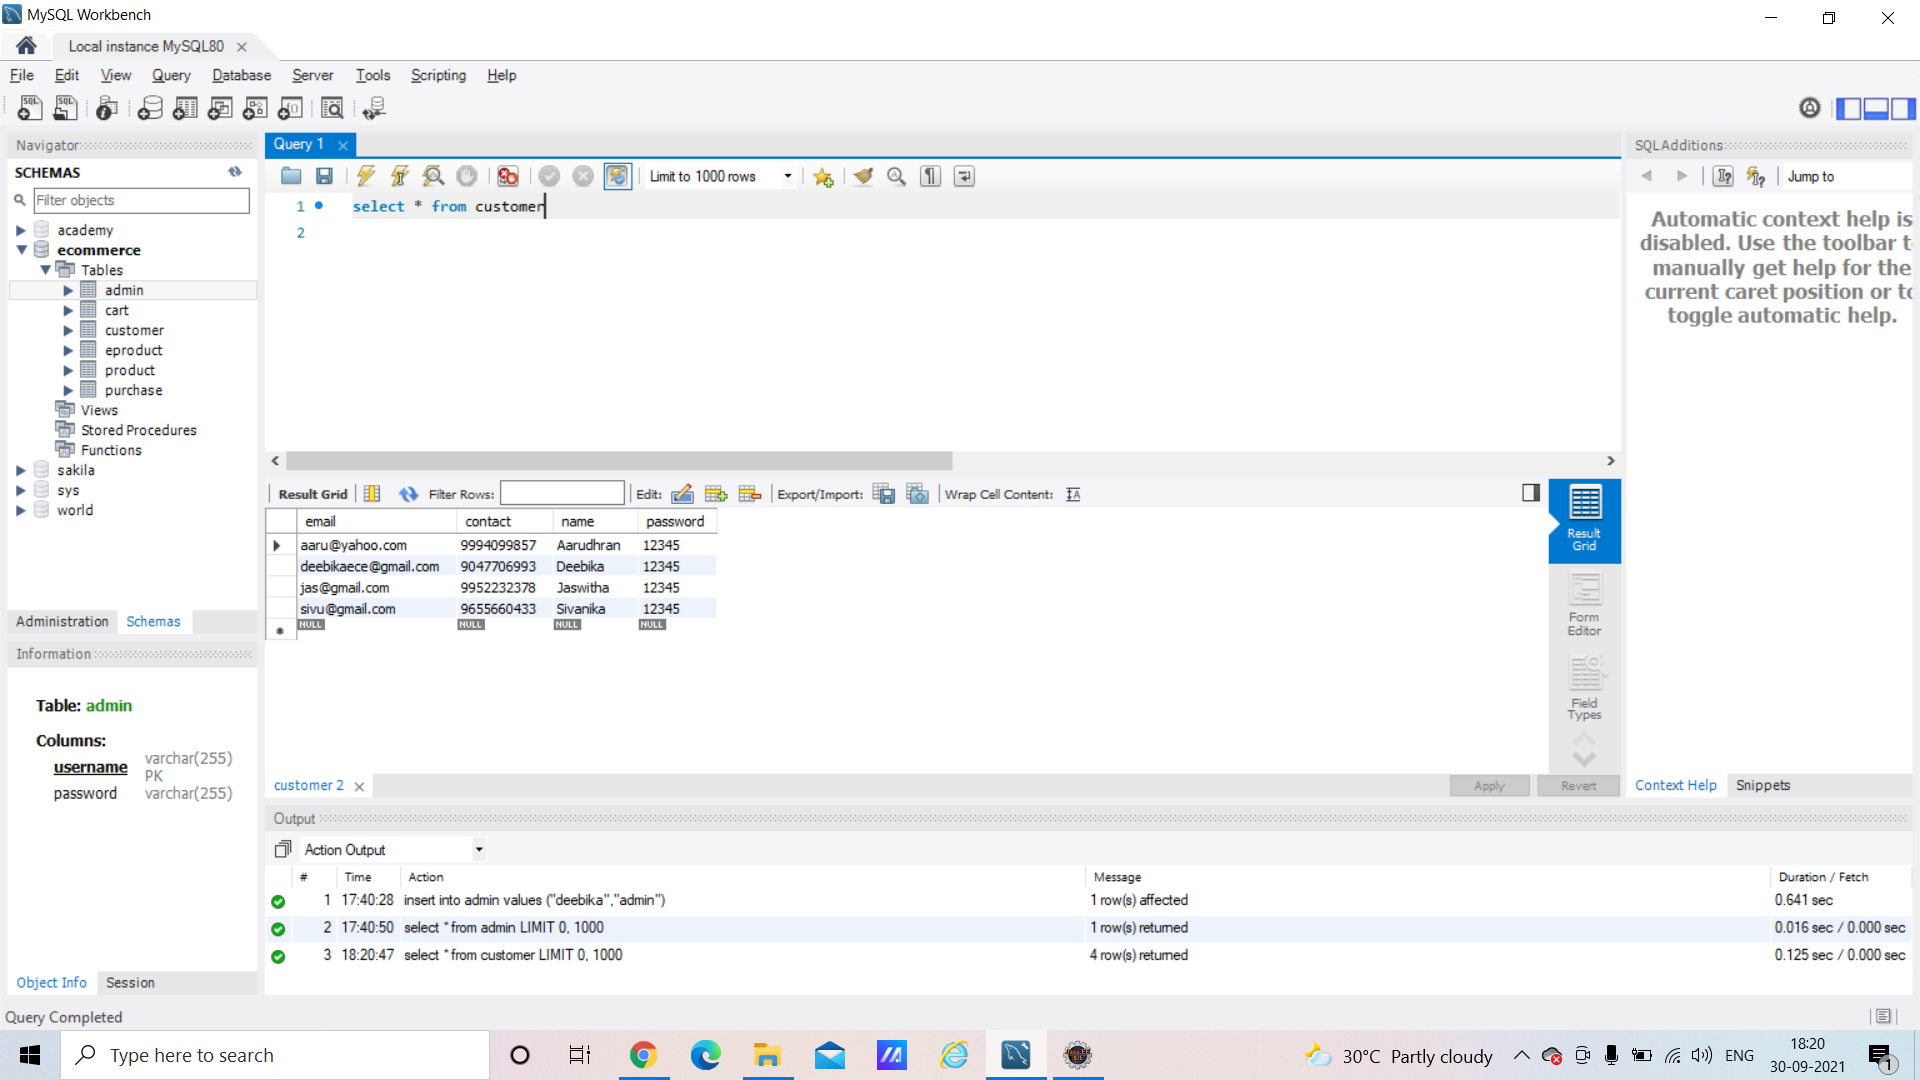 MySQL Workbench
Local instance MySQL80
File Edit View Query Database Server Tools Scripting Help
Navigator
SCHEMAS
Filter objects
academy
ecommerce
Tables
admin
cart
customer
eproduct
product
purchase
Views
Stored Procedures
Functions
sakila
sys
world
Administration Schemas
Information
Table: admin
Columns:
username varchar(255) PK
password varchar(255)
Object Info Session
Query 1
Limit to 1000 rows
1 select * from customer
2
Result Grid Filter Rows: Edit: Export/Import: Wrap Cell Content:
email contact name password
aaru@yahoo.com 9994099857 Aarudhran 12345
deebikaece@gmail.com 9047706993 Deebika 12345
jas@gmail.com 9952232378 Jaswitha 12345
sivu@gmail.com 9655660433 Sivanika 12345
NULL NULL NULL NULL
Result Grid
Form Editor
Field Types
customer 2
Apply Revert
SQLAdditions
Jump to
Automatic context help is
disabled. Use the toolbar t
manually get help for the
current caret position or to
toggle automatic help.
Context Help Snippets
Output
Action Output
# Time Action Message Duration / Fetch
1 17:40:28 insert into admin values ("deebika","admin") 1 row(s) affected 0.641 sec
2 17:40:50 select * from admin LIMIT 0, 1000 1 row(s) returned 0.016 sec / 0.000 sec
3 18:20:47 select * from customer LIMIT 0, 1000 4 row(s) returned 0.125 sec / 0.000 sec
Query Completed
Type here to search
30°C Partly cloudy
ENG
18:20
30-09-2021
1